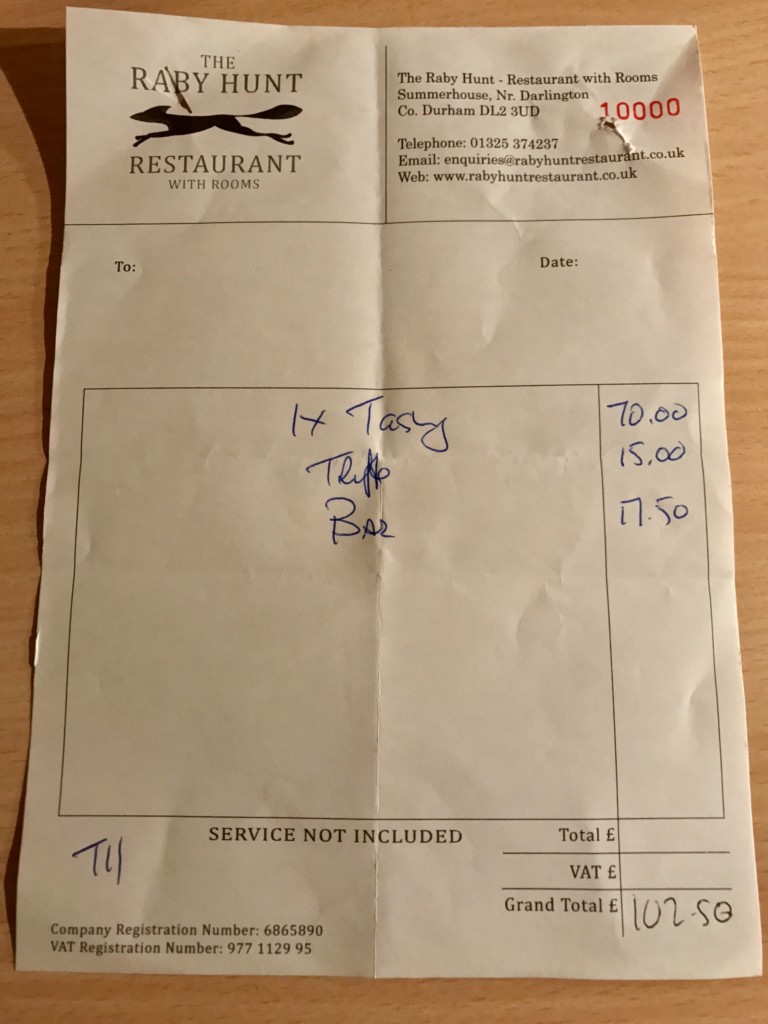 THE
RABY HUNT
RESTAURANT
WITH ROOMS
The Raby Hunt - Restaurant with Rooms
Summerhouse, Nr. Darlington
Co. Durham DL2 3UD
10000
Telephone: 01325 374237
Email: enquiries@rabyhuntrestaurant.co.uk
Web: www.rabyhuntrestaurant.co.uk
To:
Date:
1x Tasting 70.00
Truffle 15.00
BAR 17.50
T11
SERVICE NOT INCLUDED
Total £
VAT £
Grand Total £ 102.50
Company Registration Number: 6865890
VAT Registration Number: 977 1129 95